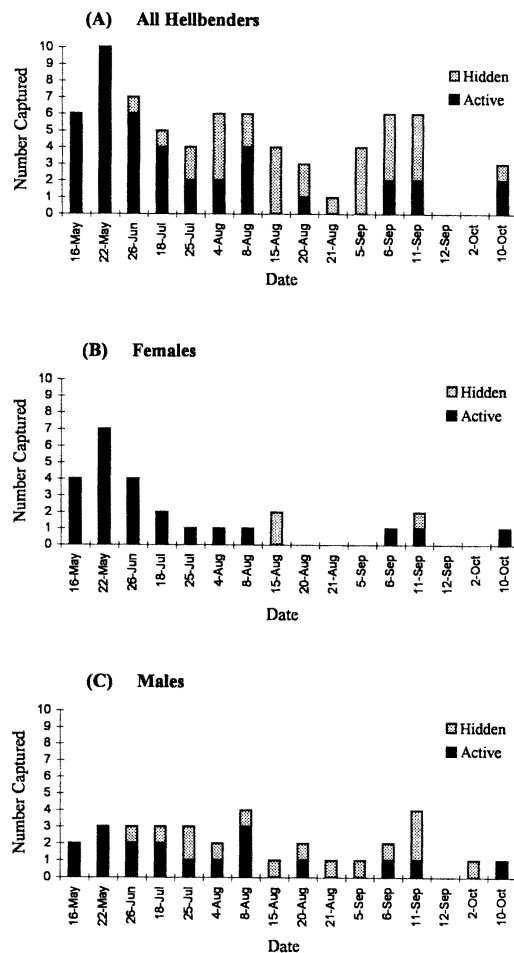 (A) All Hellbenders
Number Captured
10
9
8
7
6
5
4
3
2
1
0
Hidden
Active
16-May
22-May
26-Jun
18-Jul
25-Jul
4-Aug
8-Aug
15-Aug
20-Aug
21-Aug
5-Sep
6-Sep
11-Sep
12-Sep
2-Oct
10-Oct
Date
(B) Females
Number Captured
10
9
8
7
6
5
4
3
2
1
0
Hidden
Active
16-May
22-May
26-Jun
18-Jul
25-Jul
4-Aug
8-Aug
15-Aug
20-Aug
21-Aug
5-Sep
6-Sep
11-Sep
12-Sep
2-Oct
10-Oct
Date
(C) Males
Number Captured
10
9
8
7
6
5
4
3
2
1
0
Hidden
Active
16-May
22-May
26-Jun
18-Jul
25-Jul
4-Aug
8-Aug
15-Aug
20-Aug
21-Aug
5-Sep
6-Sep
11-Sep
12-Sep
2-Oct
10-Oct
Date